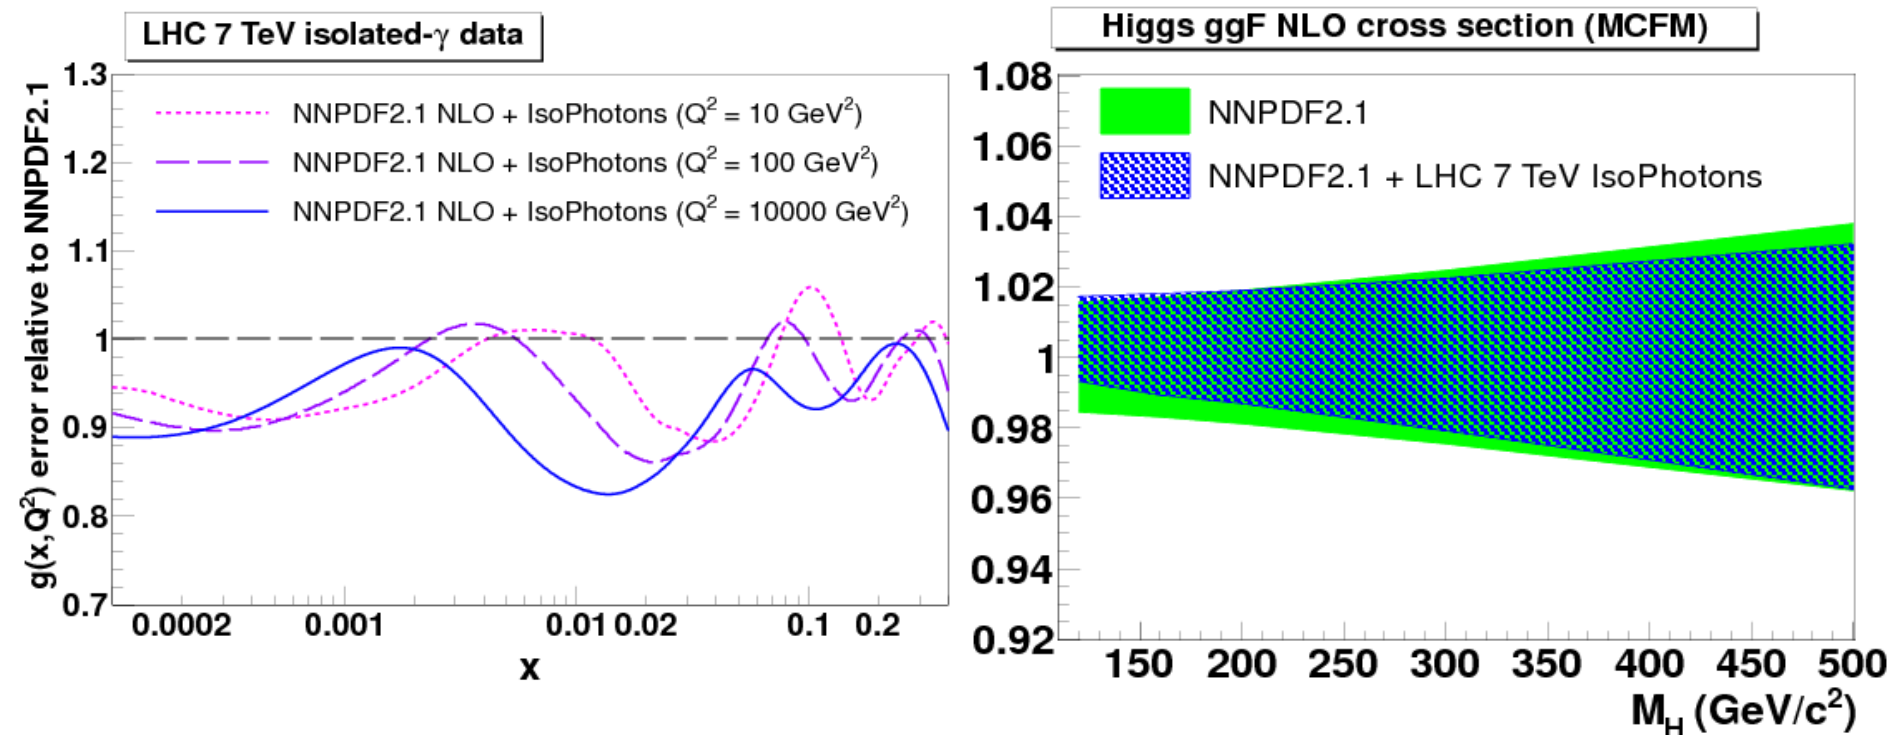 LHC 7 TeV isolated-γ data
g(x,Q²) error relative to NNPDF2.1
1.3
1.2
1.1
1
0.9
0.8
0.7
NNPDF2.1 NLO + IsoPhotons (Q² = 10 GeV²)
NNPDF2.1 NLO + IsoPhotons (Q² = 100 GeV²)
NNPDF2.1 NLO + IsoPhotons (Q² = 10000 GeV²)
0.0002 0.001 0.01 0.02 0.1 0.2
x
Higgs ggF NLO cross section (MCFM)
1.08
1.06
1.04
1.02
1
0.98
0.96
0.94
0.92
NNPDF2.1
NNPDF2.1 + LHC 7 TeV IsoPhotons
150 200 250 300 350 400 450 500
M_H (GeV/c²)